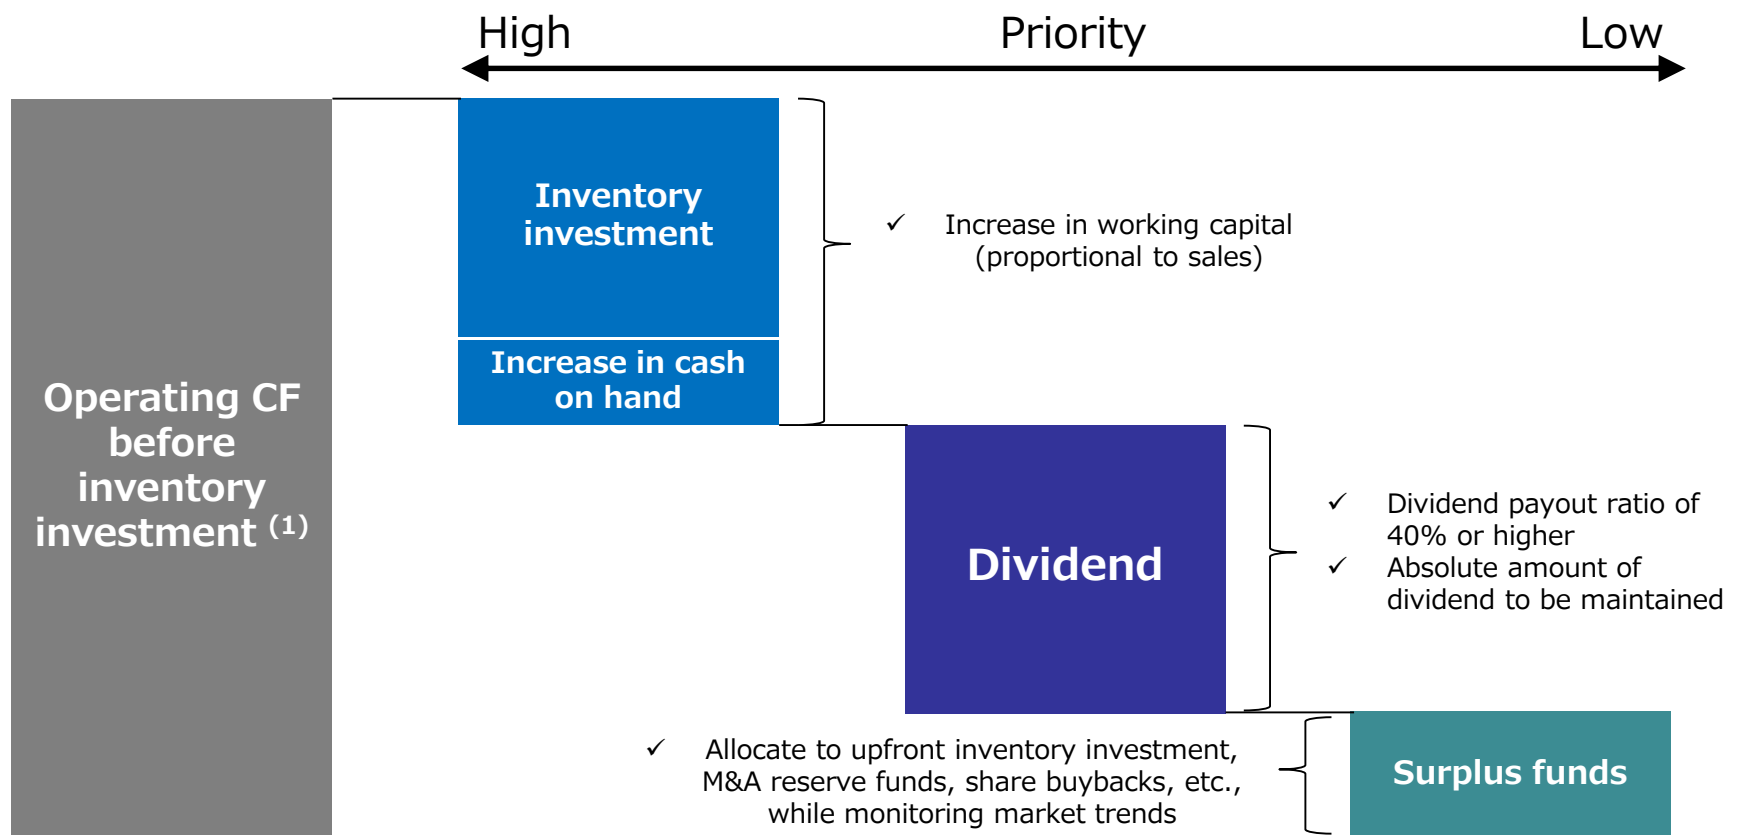 High Priority Low
Operating CF
before
inventory
investment (1)
Inventory
investment
Increase in cash
on hand
✓ Increase in working capital
(proportional to sales)
Dividend
✓ Dividend payout ratio of
40% or higher
✓ Absolute amount of
dividend to be maintained
✓ Allocate to upfront inventory investment,
M&A reserve funds, share buybacks, etc.,
while monitoring market trends
Surplus funds